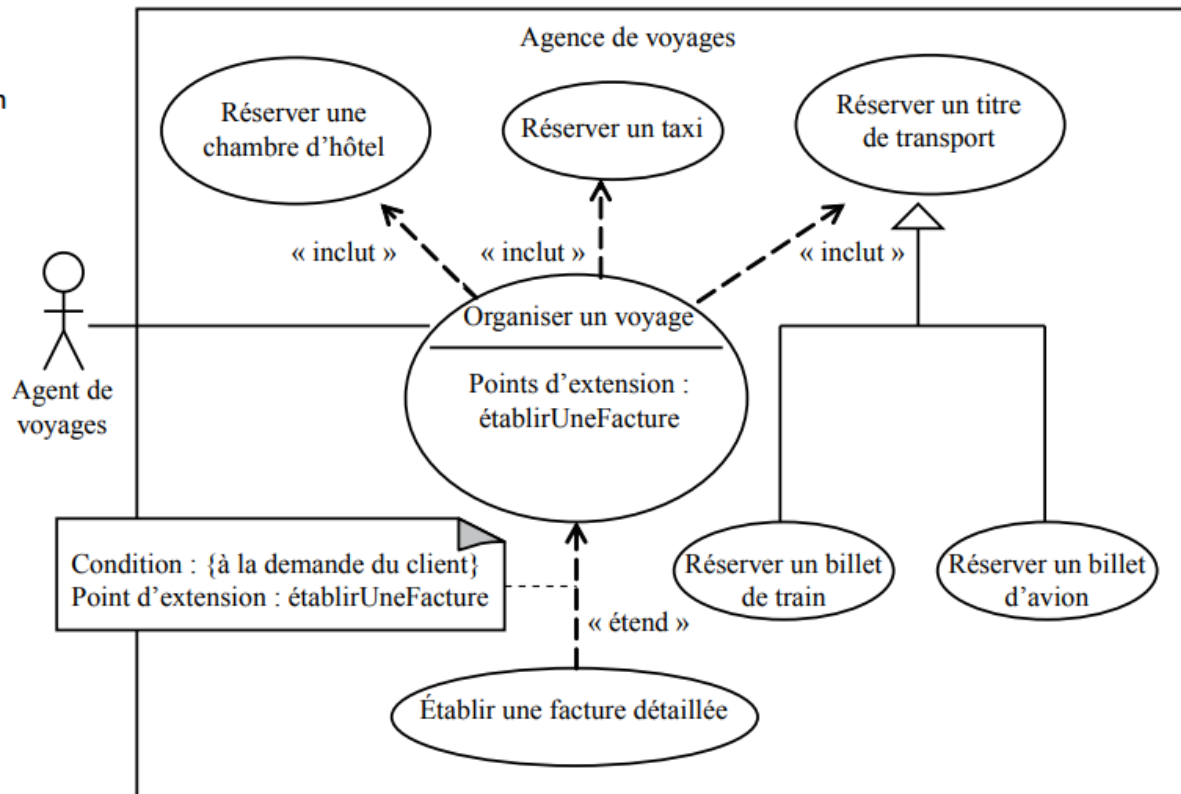 Agence de voyages
n
Réserver une
chambre d’hôtel
Réserver un taxi
Réserver un titre
de transport
« inclut »
« inclut »
« inclut »
Organiser un voyage
Points d’extension :
établirUneFacture
Agent de
voyages
Condition : {à la demande du client}
Point d’extension : établirUneFacture
« étend »
Réserver un billet
de train
Réserver un billet
d’avion
Établir une facture détaillée